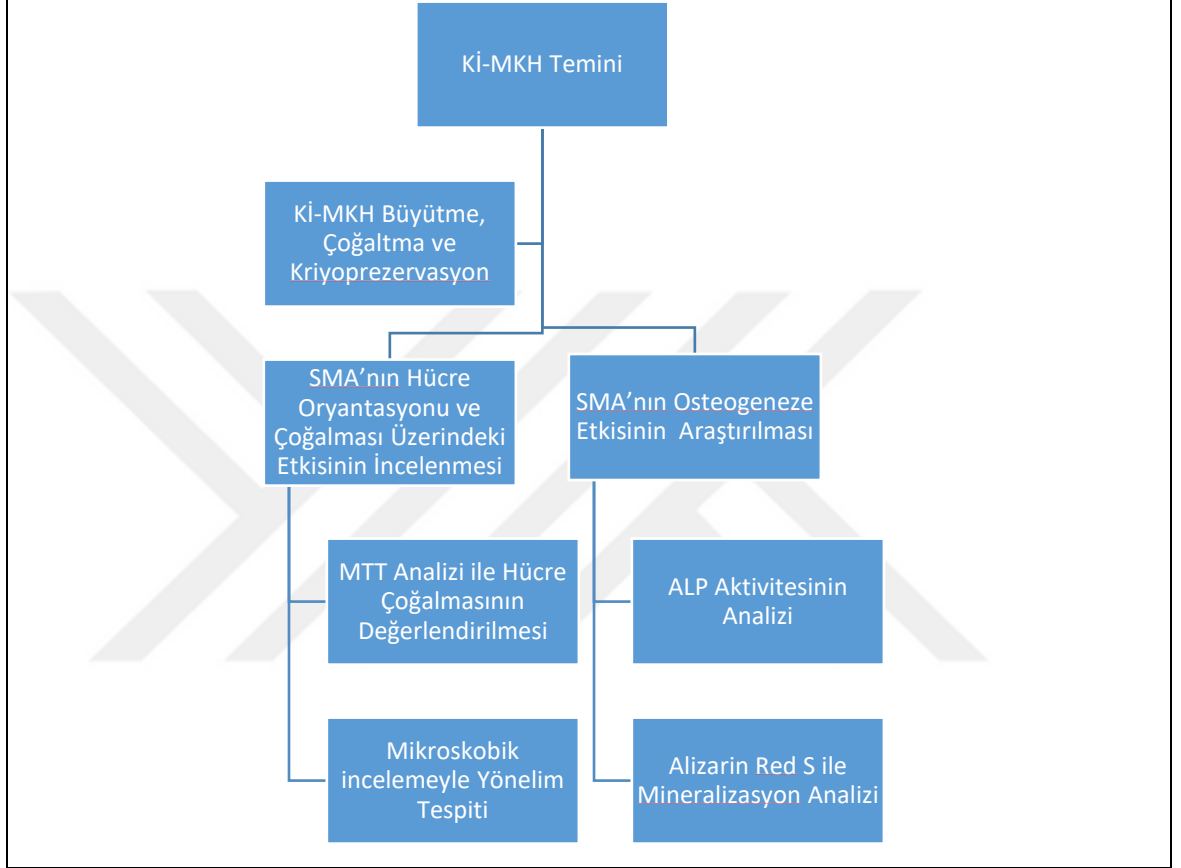 Kİ-MKH Temini
Kİ-MKH Büyütme,
Çoğaltma ve
Kriyoprezervasyon
SMA’nın Hücre
Oryantasyonu ve
Çoğalması Üzerindeki
Etkisinin İncelenmesi
SMA’nın Osteogeneze
Etkisinin Araştırılması
MTT Analizi ile Hücre
Çoğalmasının
Değerlendirilmesi
ALP Aktivitesinin
Analizi
Mikroskobik
incelemeyle Yönelim
Tespiti
Alizarin Red S ile
Mineralizasyon Analizi